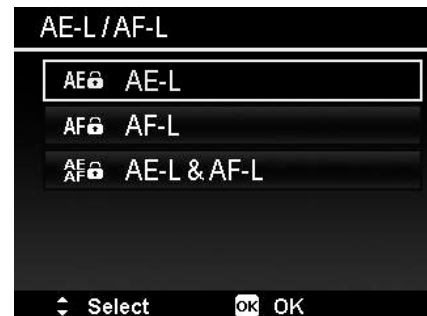 AE-L / AF-L
AE AE-L
AF AF-L
AE AF AE-L & AF-L
Select OK OK